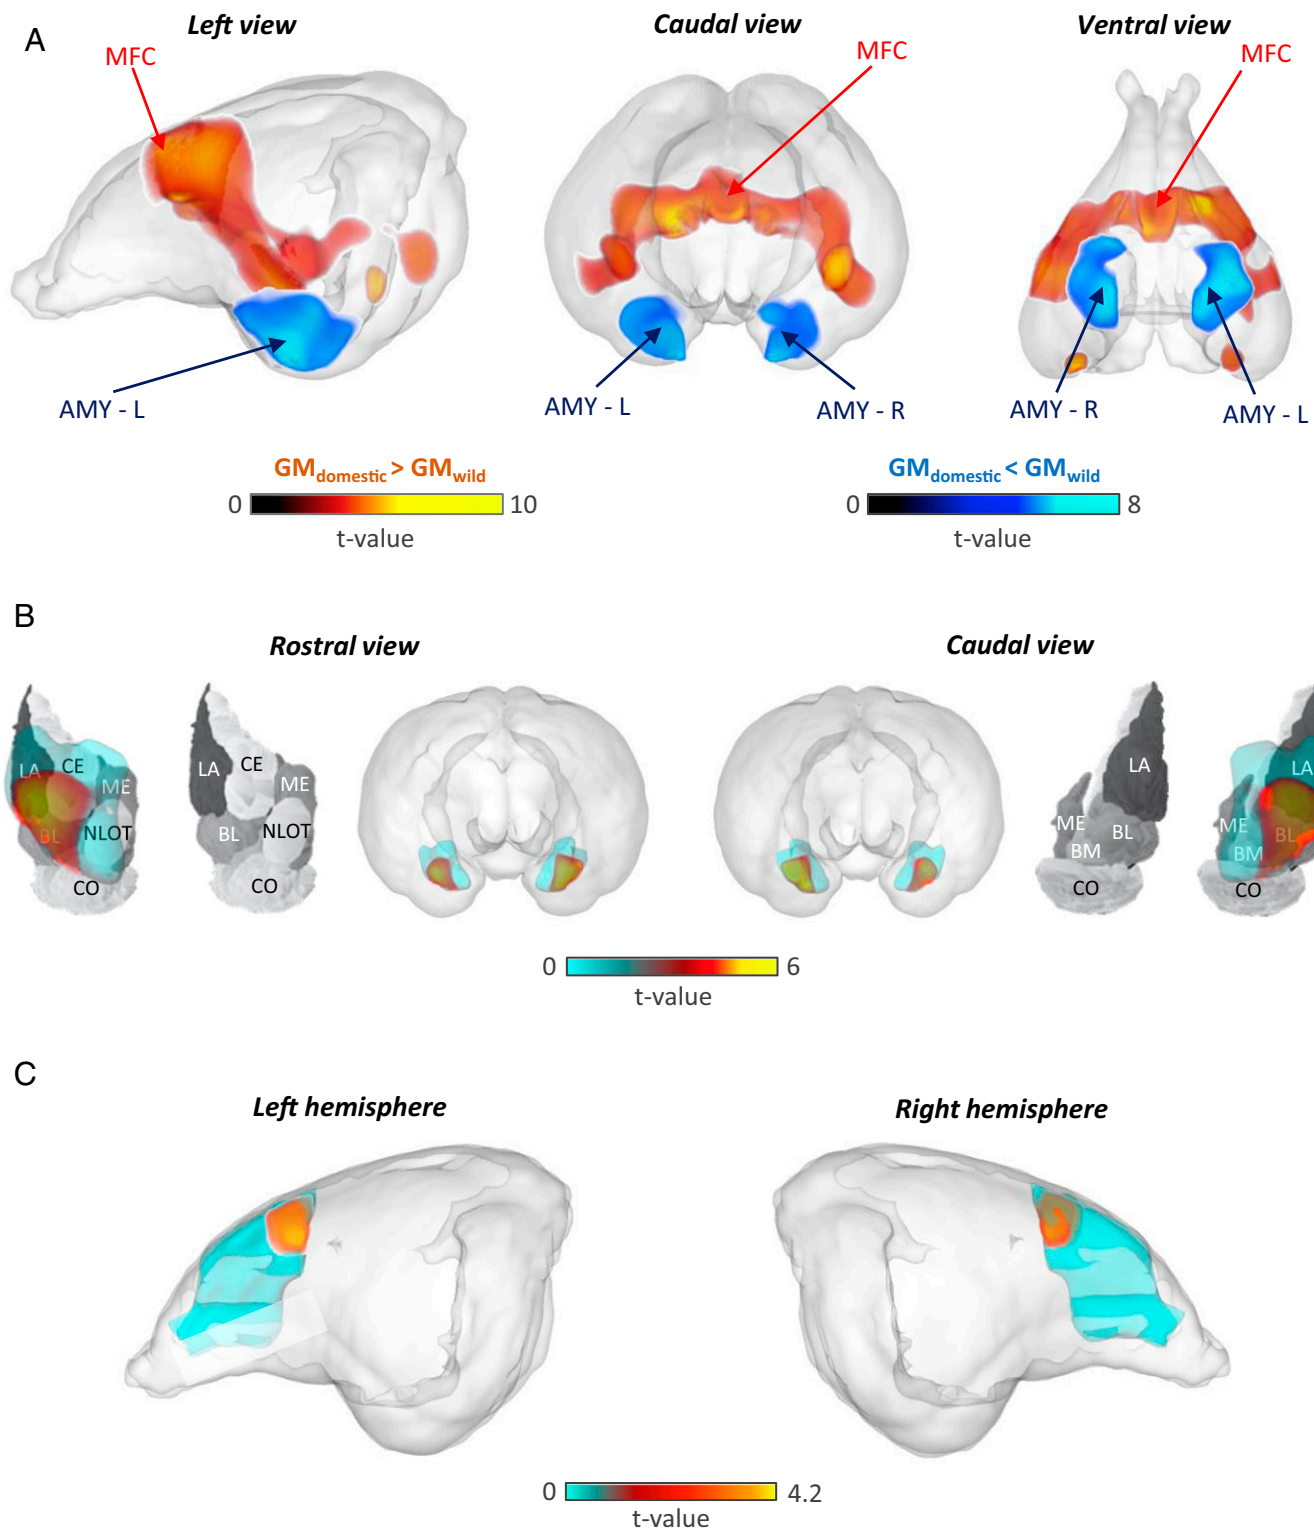 A
Left view
Caudal view
Ventral view
MFC
MFC
MFC
AMY - L
AMY - L
AMY - R
AMY - R
AMY - L
GMdomestic > GMwild
GMdomestic < GMwild
0 10
0 8
t-value
t-value
B
Rostral view
Caudal view
LA CE ME BL NLOT CO
LA CE ME BL NLOT CO
LA ME BL BM CO
LA ME BL BM CO
0 6
t-value
C
Left hemisphere
Right hemisphere
0 4.2
t-value